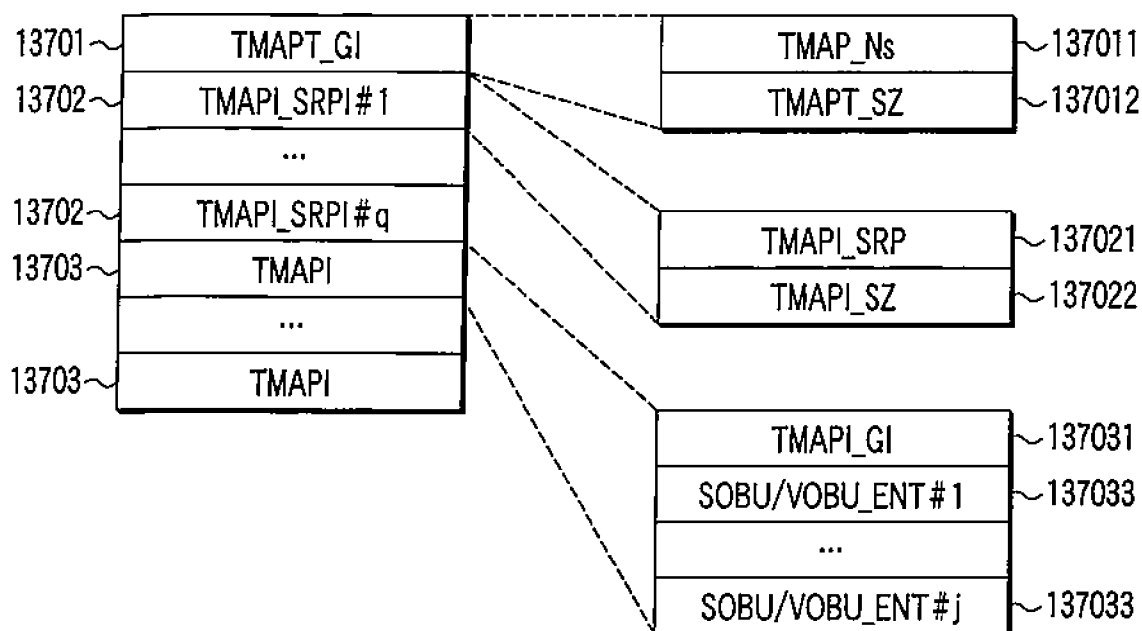 13701
TMAPT_GI
13702
TMAPI_SRPI#1
...
13702
TMAPI_SRPI#q
13703
TMAPI
...
13703
TMAPI
TMAP_Ns
137011
TMAPT_SZ
137012
TMAPI_SRP
137021
TMAPI_SZ
137022
TMAPI_GI
137031
SOBU/VOBU_ENT#1
137033
...
SOBU/VOBU_ENT#j
137033